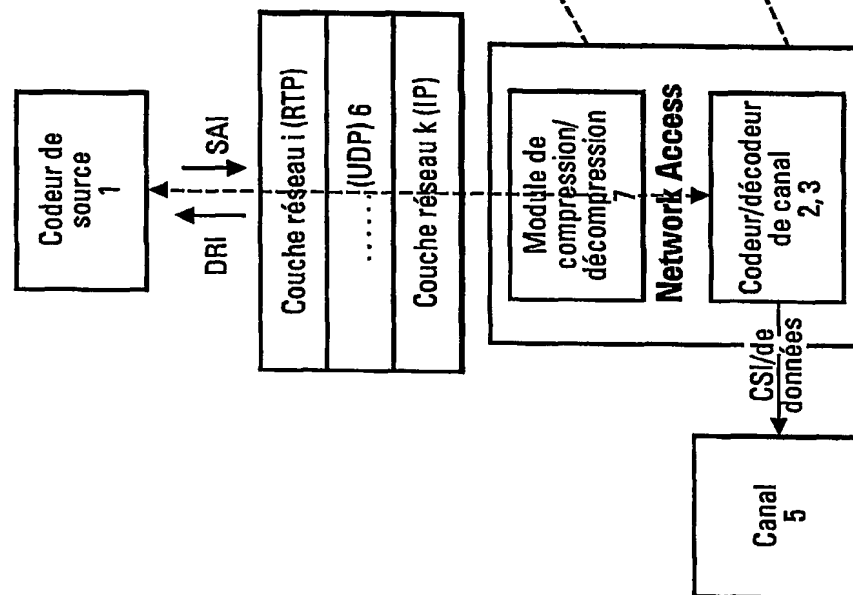 Codeur de
source
1
DRI
SAI
Couche réseau i (RTP)
...... (UDP) 6
Couche réseau k (IP)
Module de
compression/
décompression
7
Network Access
Codeur/décodeur
de canal
2, 3
CSI/de
données
Canal
5